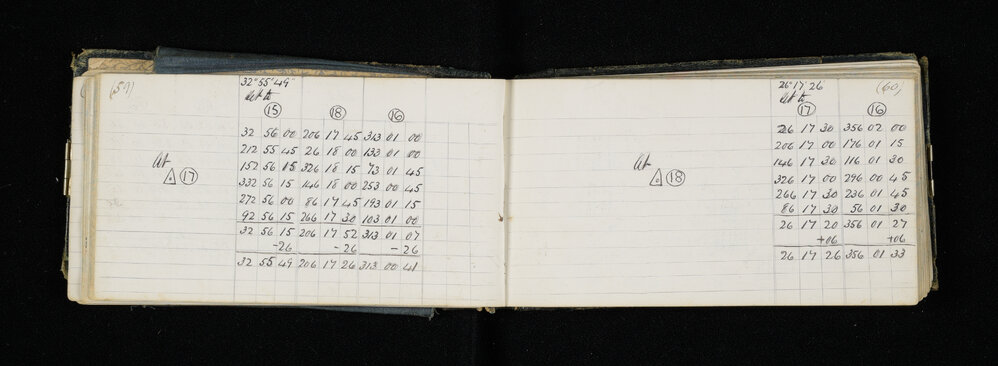 (59)
32° 55' 49"
Set to
15 18 16
32 56 00 206 17 45 313 01 00
212 55 45 26 18 00 133 01 00
152 56 15 326 18 15 73 01 45
332 56 15 146 18 00 253 00 45
272 56 00 86 17 45 193 01 15
92 56 15 266 17 30 103 01 00
32 56 15 206 17 52 313 01 07
-26 -26 -26
32 55 49 206 17 26 313 00 41
At
17
26° 17' 26 (60)
Set to
17 16
26 17 30 356 02 00
206 17 00 176 01 15
146 17 30 116 01 30
326 17 00 296 00 45
266 17 30 236 01 45
86 17 30 56 01 30
26 17 20 356 01 27
+06 +06
26 17 26 356 01 33
At
18